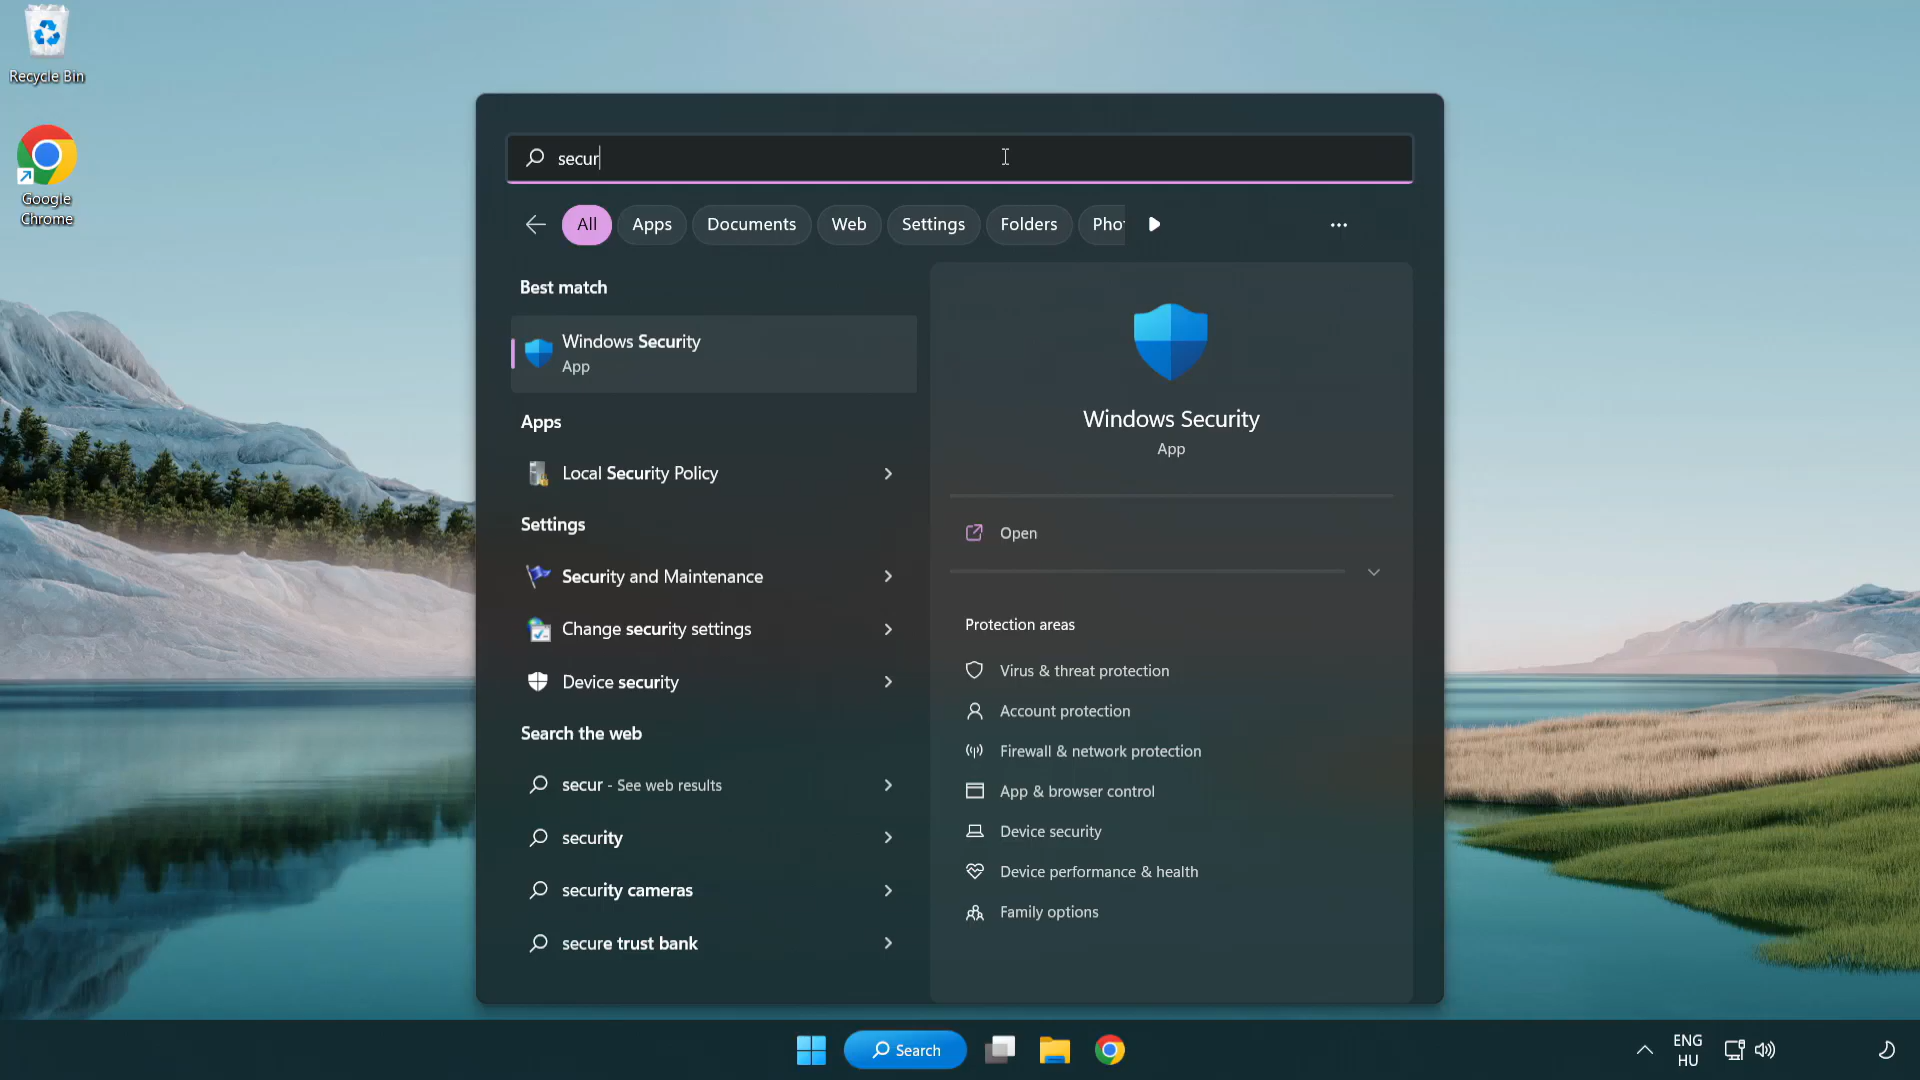 Recycle Bin
Google
Chrome
secur
All
Apps
Documents
Web
Settings
Folders
Pho
Best match
Windows Security
App
Apps
Local Security Policy
Settings
Security and Maintenance
Change security settings
Device security
Search the web
secur - See web results
security
security cameras
secure trust bank
Windows Security
App
Open
Protection areas
Virus & threat protection
Account protection
Firewall & network protection
App & browser control
Device security
Device performance & health
Family options
Search
ENG
HU